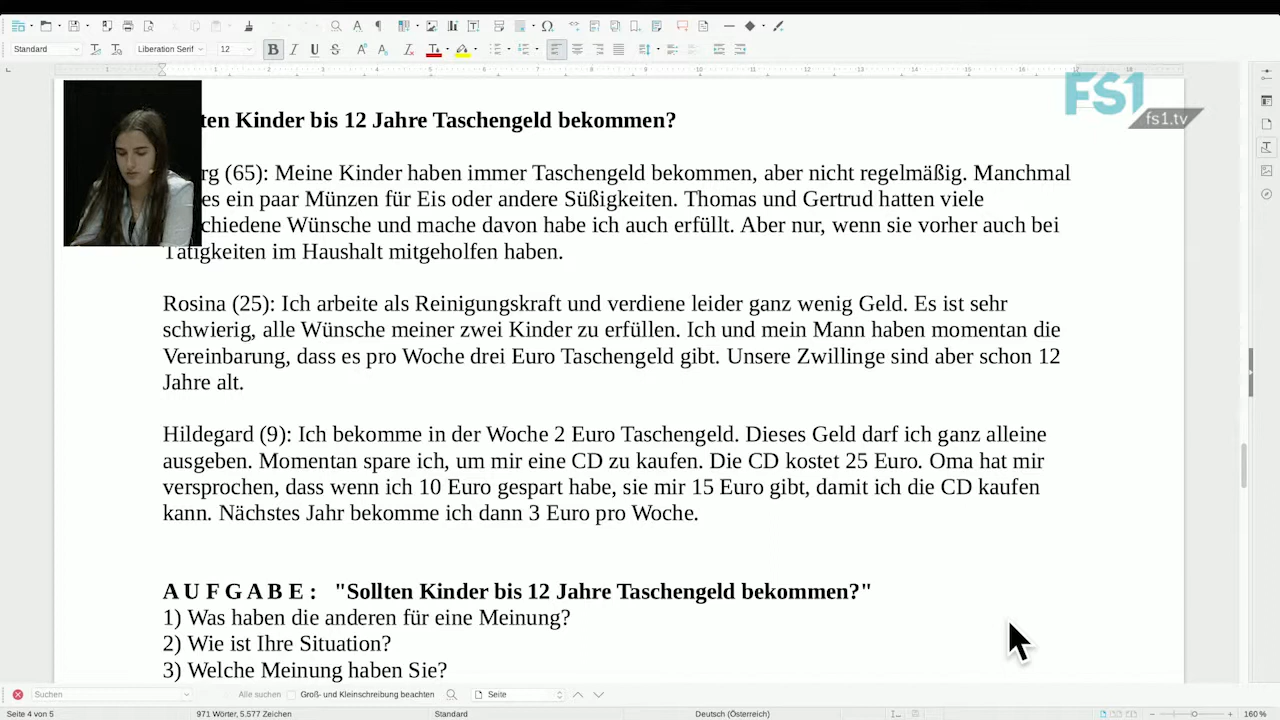 Standard
Liberation Serif
12
FS1
fs1.tv
ten Kinder bis 12 Jahre Taschengeld bekommen?
rg (65): Meine Kinder haben immer Taschengeld bekommen, aber nicht regelmäßig. Manchmal
es ein paar Münzen für Eis oder andere Süßigkeiten. Thomas und Gertrud hatten viele
chiedene Wünsche und mache davon habe ich auch erfüllt. Aber nur, wenn sie vorher auch bei
Tätigkeiten im Haushalt mitgeholfen haben.
Rosina (25): Ich arbeite als Reinigungskraft und verdiene leider ganz wenig Geld. Es ist sehr
schwierig, alle Wünsche meiner zwei Kinder zu erfüllen. Ich und mein Mann haben momentan die
Vereinbarung, dass es pro Woche drei Euro Taschengeld gibt. Unsere Zwillinge sind aber schon 12
Jahre alt.
Hildegard (9): Ich bekomme in der Woche 2 Euro Taschengeld. Dieses Geld darf ich ganz alleine
ausgeben. Momentan spare ich, um mir eine CD zu kaufen. Die CD kostet 25 Euro. Oma hat mir
versprochen, dass wenn ich 10 Euro gespart habe, sie mir 15 Euro gibt, damit ich die CD kaufen
kann. Nächstes Jahr bekomme ich dann 3 Euro pro Woche.
A U F G A B E : "Sollten Kinder bis 12 Jahre Taschengeld bekommen?"
1) Was haben die anderen für eine Meinung?
2) Wie ist Ihre Situation?
3) Welche Meinung haben Sie?
Suchen Alle suchen Groß- und Kleinschreibung beachten Seite
Seite 4 von 5 971 Wörter, 5.577 Zeichen Standard Deutsch (Österreich) 160 %